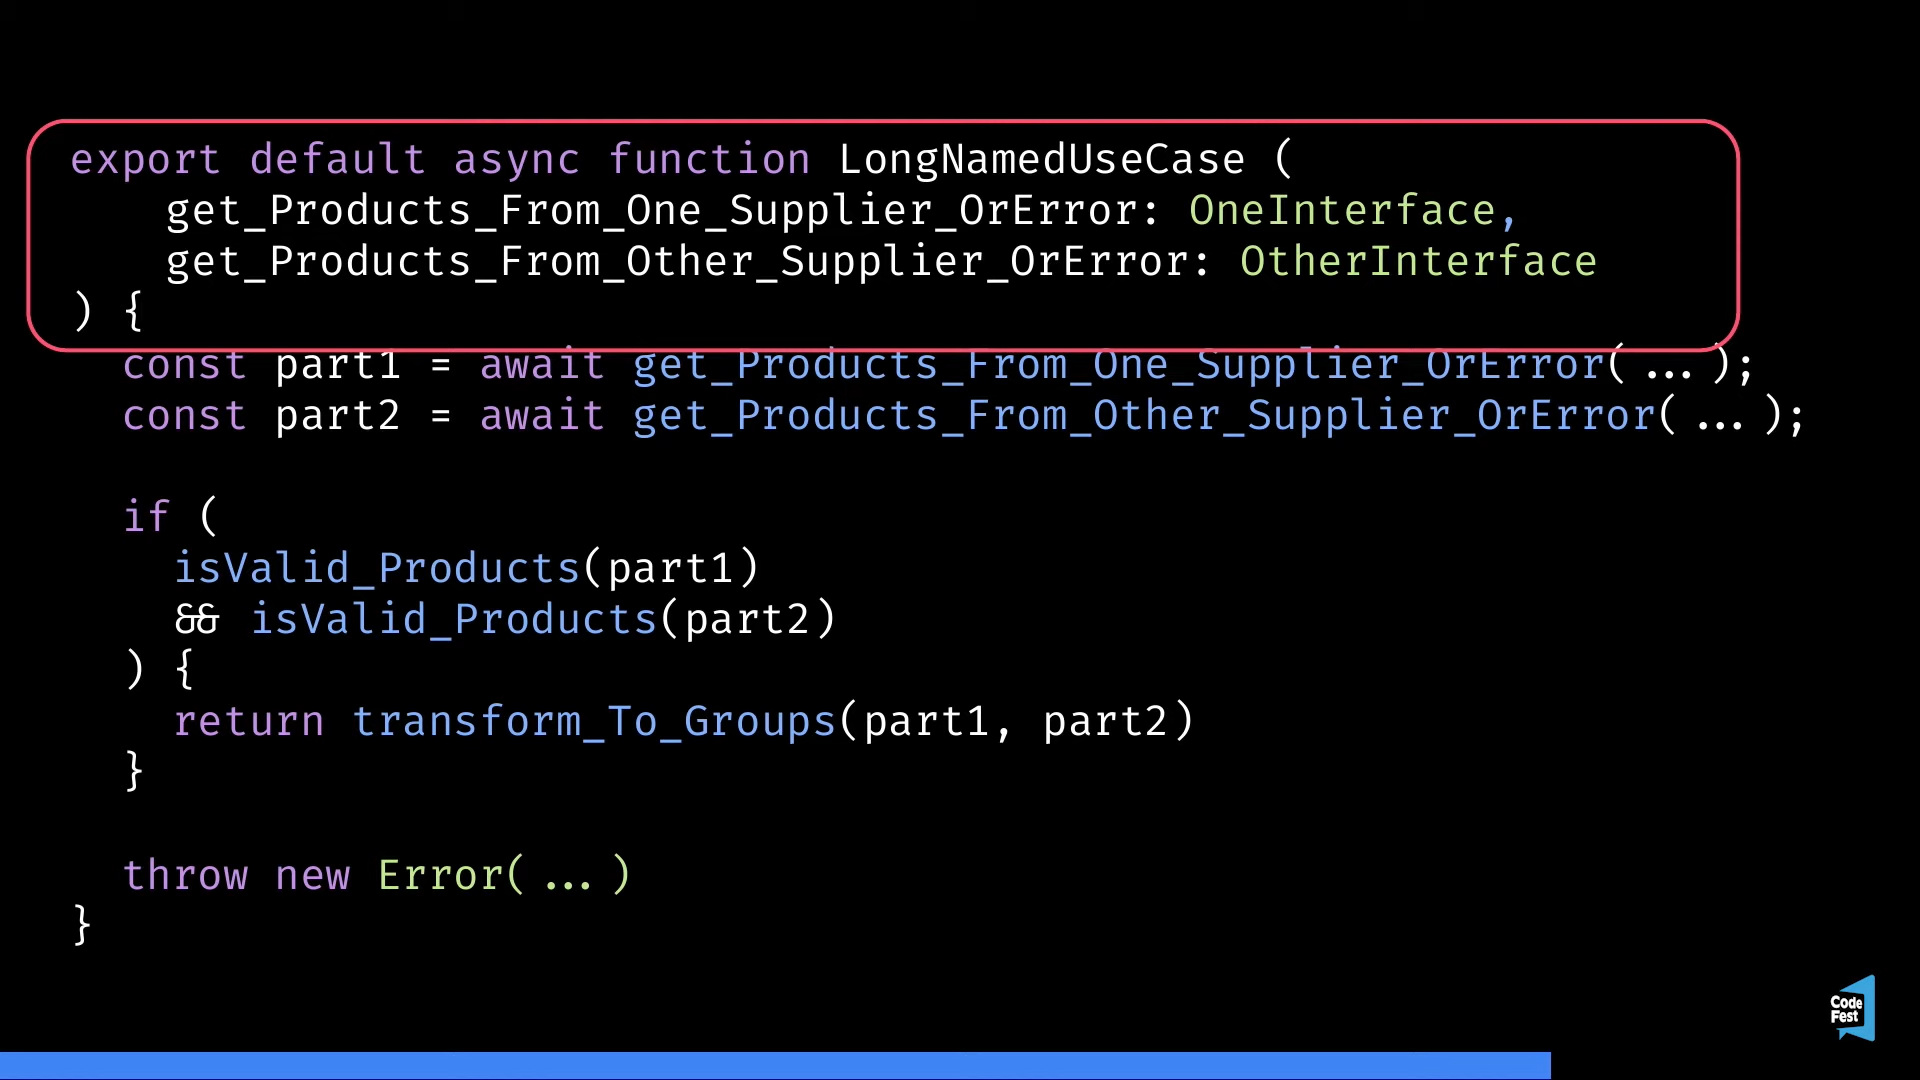 export default async function LongNamedUseCase (
get_Products_From_One_Supplier_OrError: OneInterface,
get_Products_From_Other_Supplier_OrError: OtherInterface
) {
const part1 = await get_Products_From_One_Supplier_OrError( ... );
const part2 = await get_Products_From_Other_Supplier_OrError( ... );
if (
isValid_Products(part1)
&& isValid_Products(part2)
) {
return transform_To_Groups(part1, part2)
}
throw new Error( ... )
}
Code
Fest